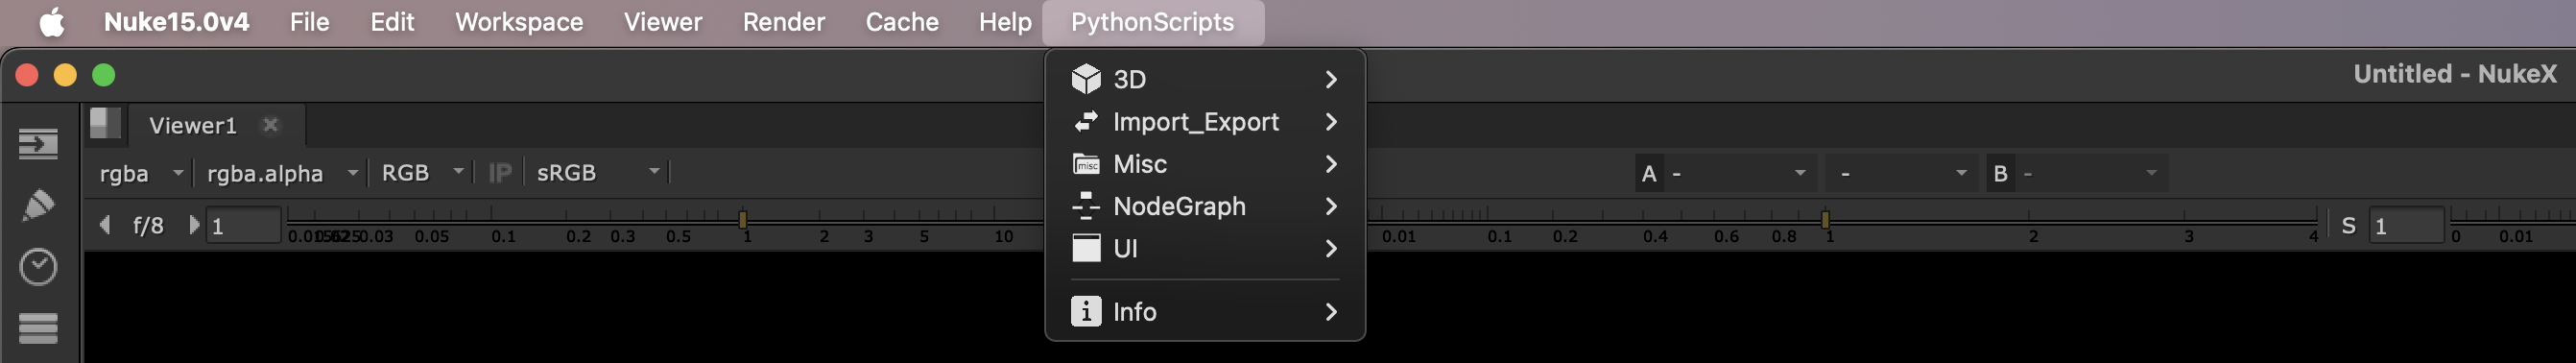 Nuke15.0v4 File Edit Workspace Viewer Render Cache Help PythonScripts
Untitled - NukeX
3D
Import_Export
misc Misc
NodeGraph
UI
i Info
Viewer1
rgba rgba.alpha RGB IP sRGB A - - B -
f/8 1 S 1
0.03 0.05 0.1 0.2 0.3 0.5 1 2 3 5 10
0.01 0.1 0.2 0.4 0.6 0.8 1 2 3 4
0 0.01